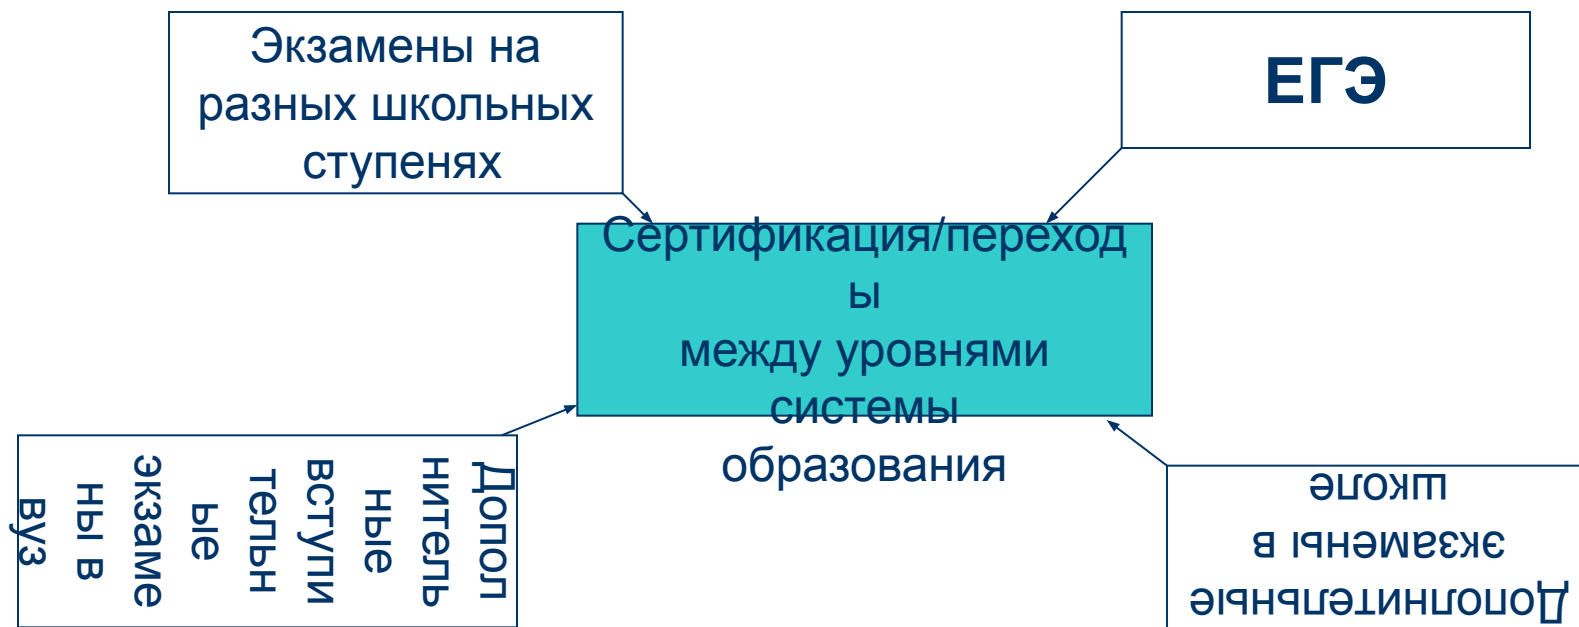 Экзамены на
разных школьных
ступенях
ЕГЭ
Сертификация/переход
ы
между уровнями
системы
образования
Допол
нитель
ные
вступи
тельн
ые
экзаме
ны в
вуз
Дополнительные
экзамены в
школе